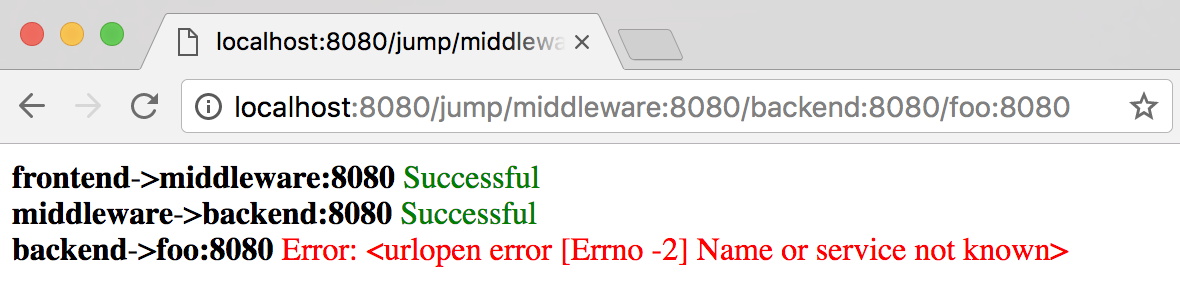 localhost:8080/jump/middlewa
localhost:8080/jump/middleware:8080/backend:8080/foo:8080
frontend->middleware:8080 Successful
middleware->backend:8080 Successful
backend->foo:8080 Error: <urlopen error [Errno -2] Name or service not known>